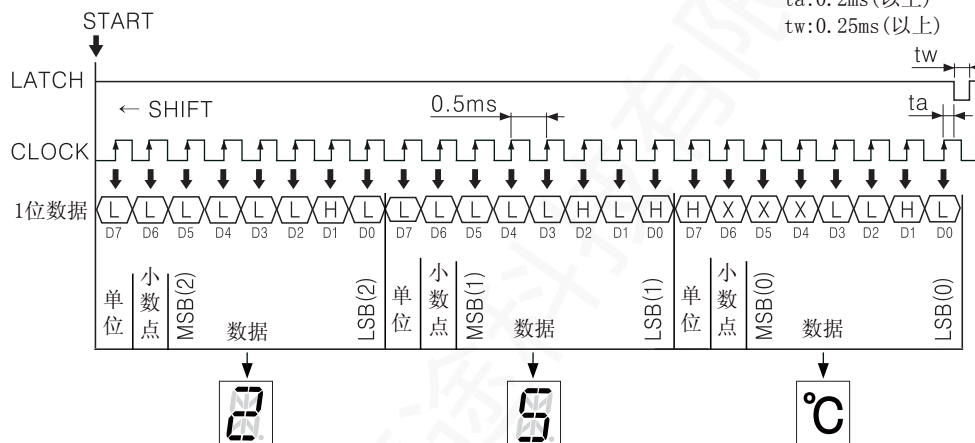 ta:0.2ms(以上)
START
tw:0.25ms(以上)
tw
LATCH
← SHIFT
0.5ms
ta
CLOCK
1位数据
L L L L L L H L L L L L L H L H H X X X L L H L
D7 D6 D5 D4 D3 D2 D1 D0 D7 D6 D5 D4 D3 D2 D1 D0 D7 D6 D5 D4 D3 D2 D1 D0
单位 小数点 MSB(2) 数据 LSB(2) 单位 小数点 MSB(1) 数据 LSB(1) 单位 小数点 MSB(0) 数据 LSB(0)
2 5 ℃